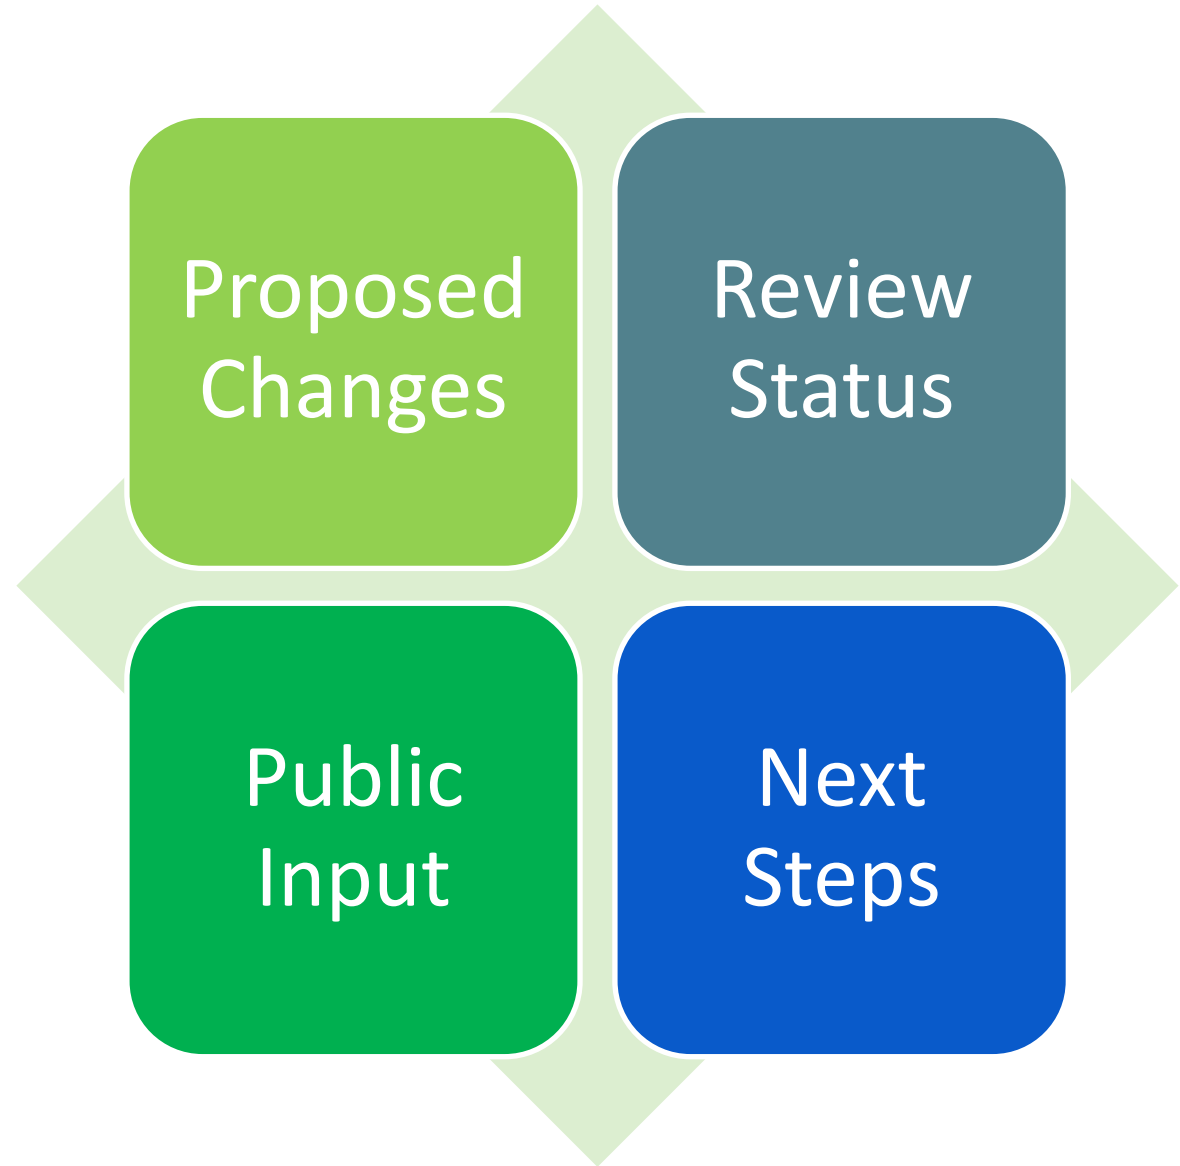 Proposed
Changes
Review
Status
Public
Input
Next
Steps